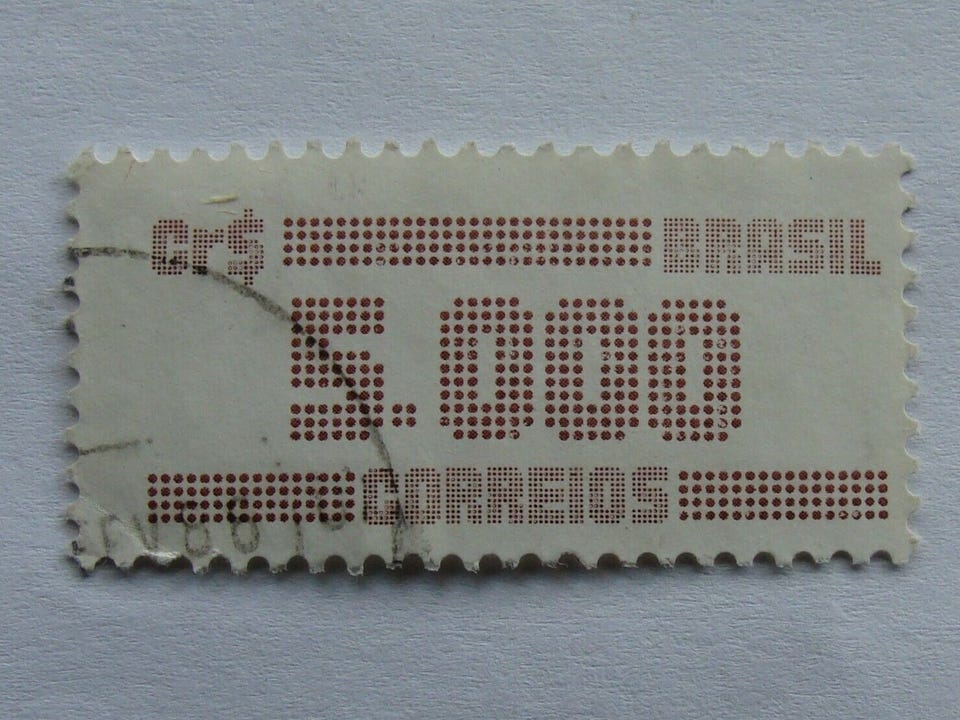 Cr$ BRASIL
5.000
CORREIOS